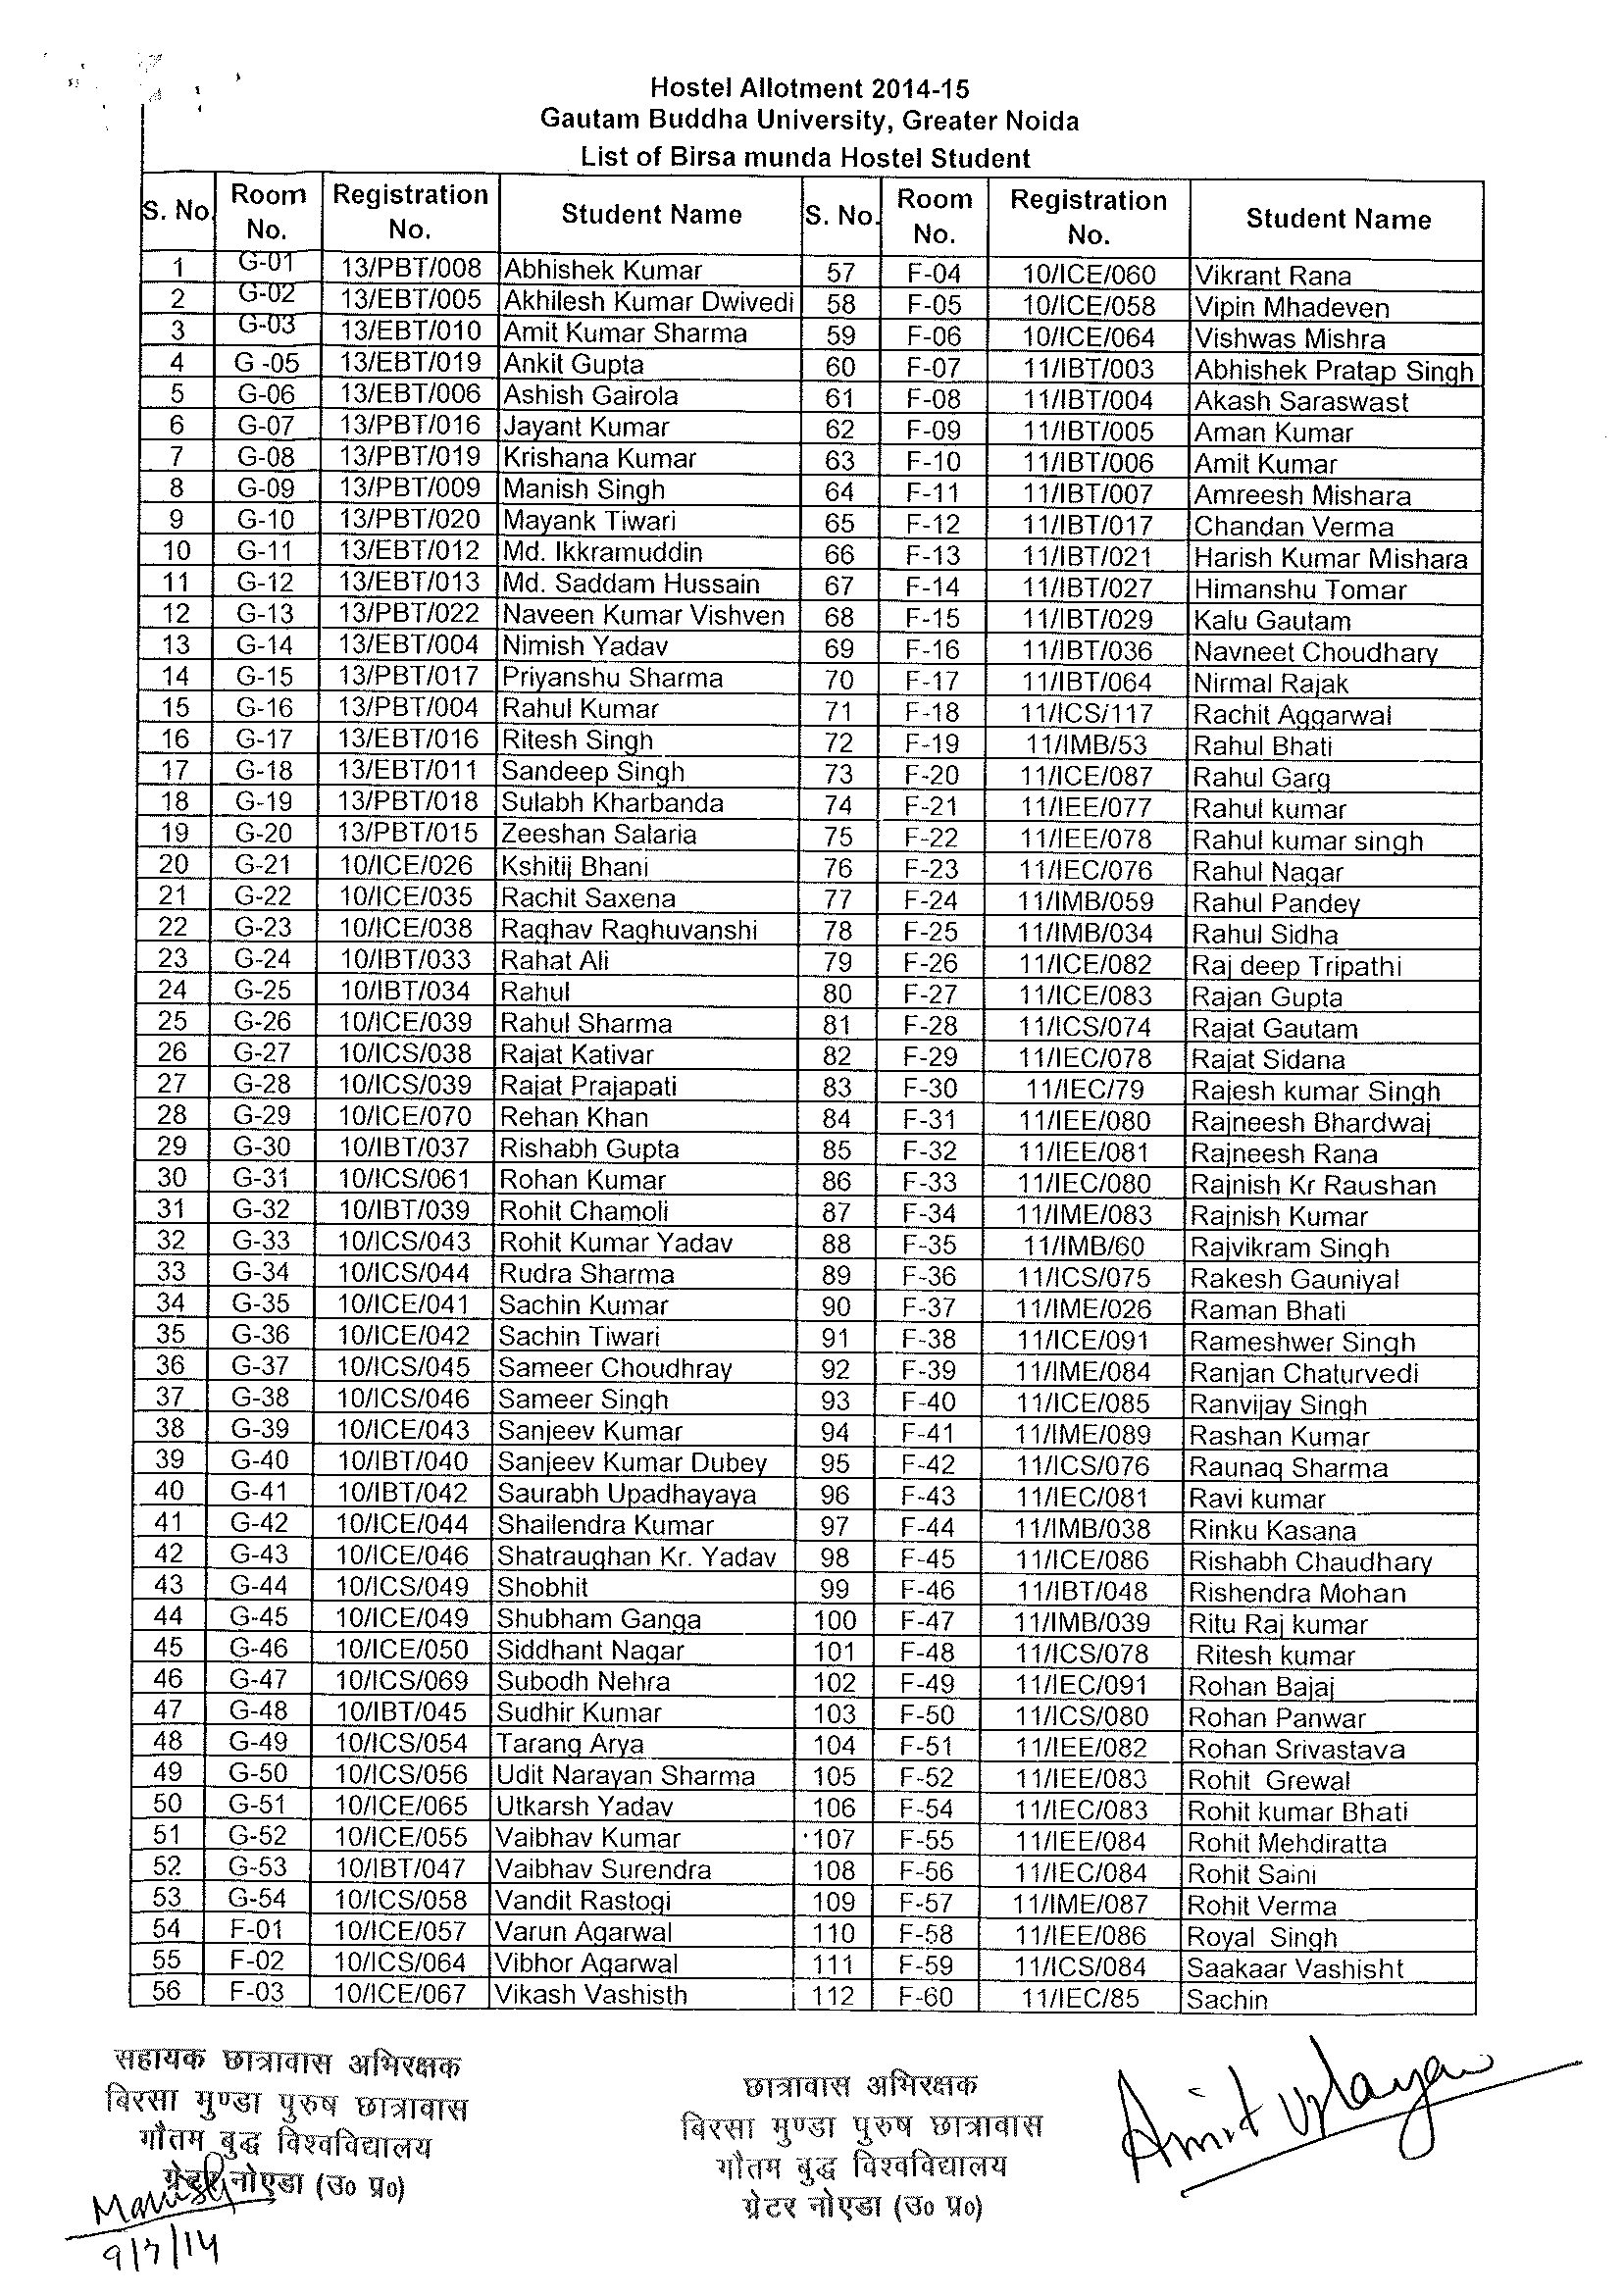 Hostel Allotment 2014-15
Gautam Buddha University, Greater Noida
List of Birsa munda Hostel Student
S. No. Room No. Registration No. Student Name S. No. Room No. Registration No. Student Name
1 G-01 13/PBT/008 Abhishek Kumar 57 F-04 10/ICE/060 Vikrant Rana
2 G-02 13/EBT/005 Akhilesh Kumar Dwivedi 58 F-05 10/ICE/058 Vipin Mhadeven
3 G-03 13/EBT/010 Amit Kumar Sharma 59 F-06 10/ICE/064 Vishwas Mishra
4 G -05 13/EBT/019 Ankit Gupta 60 F-07 11/IBT/003 Abhishek Pratap Singh
5 G-06 13/EBT/006 Ashish Gairola 61 F-08 11/IBT/004 Akash Saraswast
6 G-07 13/PBT/016 Jayant Kumar 62 F-09 11/IBT/005 Aman Kumar
7 G-08 13/PBT/019 Krishana Kumar 63 F-10 11/IBT/006 Amit Kumar
8 G-09 13/PBT/009 Manish Singh 64 F-11 11/IBT/007 Amreesh Mishara
9 G-10 13/PBT/020 Mayank Tiwari 65 F-12 11/IBT/017 Chandan Verma
10 G-11 13/EBT/012 Md. Ikkramuddin 66 F-13 11/IBT/021 Harish Kumar Mishara
11 G-12 13/EBT/013 Md. Saddam Hussain 67 F-14 11/IBT/027 Himanshu Tomar
12 G-13 13/PBT/022 Naveen Kumar Vishven 68 F-15 11/IBT/029 Kalu Gautam
13 G-14 13/EBT/004 Nimish Yadav 69 F-16 11/IBT/036 Navneet Choudhary
14 G-15 13/PBT/017 Priyanshu Sharma 70 F-17 11/IBT/064 Nirmal Rajak
15 G-16 13/PBT/004 Rahul Kumar 71 F-18 11/ICS/117 Rachit Aggarwal
16 G-17 13/EBT/016 Ritesh Singh 72 F-19 11/IMB/53 Rahul Bhati
17 G-18 13/EBT/011 Sandeep Singh 73 F-20 11/ICE/087 Rahul Garg
18 G-19 13/PBT/018 Sulabh Kharbanda 74 F-21 11/IEE/077 Rahul kumar
19 G-20 13/PBT/015 Zeeshan Salaria 75 F-22 11/IEE/078 Rahul kumar singh
20 G-21 10/ICE/026 Kshitij Bhani 76 F-23 11/IEC/076 Rahul Nagar
21 G-22 10/ICE/035 Rachit Saxena 77 F-24 11/IMB/059 Rahul Pandey
22 G-23 10/ICE/038 Raghav Raghuvanshi 78 F-25 11/IMB/034 Rahul Sidha
23 G-24 10/IBT/033 Rahat Ali 79 F-26 11/ICE/082 Raj deep Tripathi
24 G-25 10/IBT/034 Rahul 80 F-27 11/ICE/083 Rajan Gupta
25 G-26 10/ICE/039 Rahul Sharma 81 F-28 11/ICS/074 Rajat Gautam
26 G-27 10/ICS/038 Rajat Kativar 82 F-29 11/IEC/078 Rajat Sidana
27 G-28 10/ICS/039 Rajat Prajapati 83 F-30 11/IEC/79 Rajesh kumar Singh
28 G-29 10/ICE/070 Rehan Khan 84 F-31 11/IEE/080 Rajneesh Bhardwaj
29 G-30 10/IBT/037 Rishabh Gupta 85 F-32 11/IEE/081 Rajneesh Rana
30 G-31 10/ICS/061 Rohan Kumar 86 F-33 11/IEC/080 Rajnish Kr Raushan
31 G-32 10/IBT/039 Rohit Chamoli 87 F-34 11/IME/083 Rajnish Kumar
32 G-33 10/ICS/043 Rohit Kumar Yadav 88 F-35 11/IMB/60 Rajvikram Singh
33 G-34 10/ICS/044 Rudra Sharma 89 F-36 11/ICS/075 Rakesh Gauniyal
34 G-35 10/ICE/041 Sachin Kumar 90 F-37 11/IME/026 Raman Bhati
35 G-36 10/ICE/042 Sachin Tiwari 91 F-38 11/ICE/091 Rameshwer Singh
36 G-37 10/ICS/045 Sameer Choudhray 92 F-39 11/IME/084 Ranjan Chaturvedi
37 G-38 10/ICS/046 Sameer Singh 93 F-40 11/ICE/085 Ranvijay Singh
38 G-39 10/ICE/043 Sanjeev Kumar 94 F-41 11/IME/089 Rashan Kumar
39 G-40 10/IBT/040 Sanjeev Kumar Dubey 95 F-42 11/ICS/076 Raunaq Sharma
40 G-41 10/IBT/042 Saurabh Upadhayaya 96 F-43 11/IEC/081 Ravi kumar
41 G-42 10/ICE/044 Shailendra Kumar 97 F-44 11/IMB/038 Rinku Kasana
42 G-43 10/ICE/046 Shatraughan Kr. Yadav 98 F-45 11/ICE/086 Rishabh Chaudhary
43 G-44 10/ICS/049 Shobhit 99 F-46 11/IBT/048 Rishendra Mohan
44 G-45 10/ICE/049 Shubham Ganga 100 F-47 11/IMB/039 Ritu Raj kumar
45 G-46 10/ICE/050 Siddhant Nagar 101 F-48 11/ICS/078 Ritesh kumar
46 G-47 10/ICS/069 Subodh Nehra 102 F-49 11/IEC/091 Rohan Bajaj
47 G-48 10/IBT/045 Sudhir Kumar 103 F-50 11/ICS/080 Rohan Panwar
48 G-49 10/ICS/054 Tarang Arya 104 F-51 11/IEE/082 Rohan Srivastava
49 G-50 10/ICS/056 Udit Narayan Sharma 105 F-52 11/IEE/083 Rohit Grewal
50 G-51 10/ICE/065 Utkarsh Yadav 106 F-54 11/IEC/083 Rohit kumar Bhati
51 G-52 10/ICE/055 Vaibhav Kumar 107 F-55 11/IEE/084 Rohit Mehdiratta
52 G-53 10/IBT/047 Vaibhav Surendra 108 F-56 11/IEC/084 Rohit Saini
53 G-54 10/ICS/058 Vandit Rastogi 109 F-57 11/IME/087 Rohit Verma
54 F-01 10/ICE/057 Varun Agarwal 110 F-58 11/IEE/086 Royal Singh
55 F-02 10/ICS/064 Vibhor Agarwal 111 F-59 11/ICS/084 Saakaar Vashisht
56 F-03 10/ICE/067 Vikash Vashisth 112 F-60 11/IEC/85 Sachin
सहायक छात्रावास अभिरक्षक
बिरसा मुण्डा पुरुष छात्रावास
गौतम बुद्ध विश्वविद्यालय
ग्रेटर नोएडा (उ० प्र०)
Manish
9/7/14
छात्रावास अभिरक्षक
बिरसा मुण्डा पुरुष छात्रावास
गौतम बुद्ध विश्वविद्यालय
ग्रेटर नोएडा (उ० प्र०)
Amit